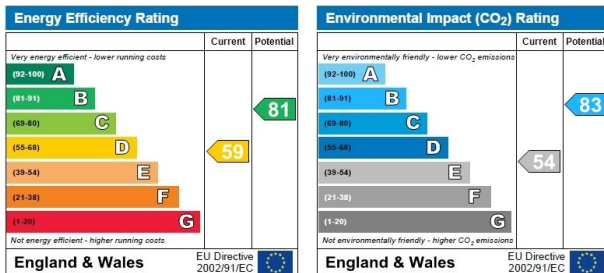 Energy Efficiency Rating
Current Potential
Very energy efficient - lower running costs
(92-100) A
(81-91) B
(69-80) C
(55-68) D
(39-54) E
(21-38) F
(1-20) G
59
81
Not energy efficient - higher running costs
England & Wales
EU Directive
2002/91/EC
Environmental Impact (CO₂) Rating
Current Potential
Very environmentally friendly - lower CO₂ emissions
(92-100) A
(81-91) B
(69-80) C
(55-68) D
(39-54) E
(21-38) F
(1-20) G
54
83
Not environmentally friendly - higher CO₂ emissions
England & Wales
EU Directive
2002/91/EC